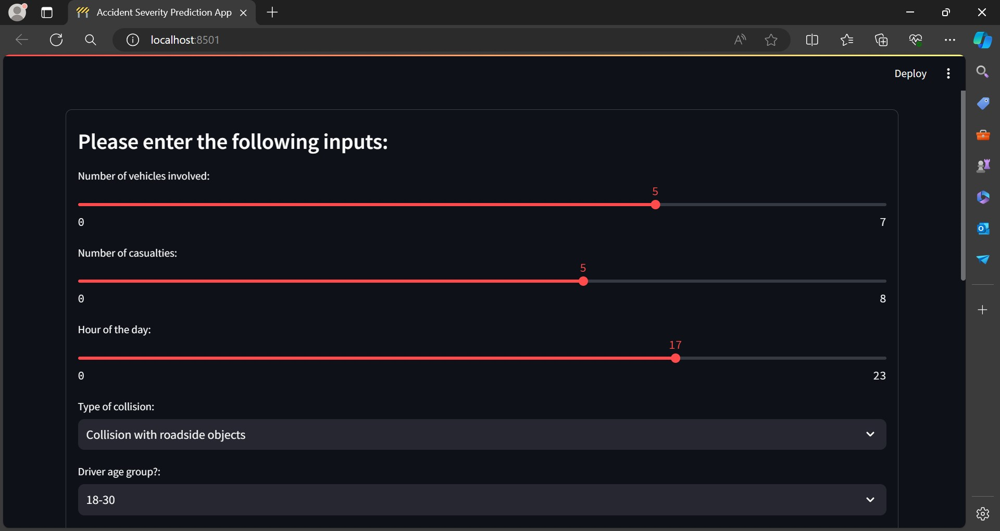 Accident Severity Prediction App
localhost:8501
Deploy
Please enter the following inputs:
Number of vehicles involved:
5
0 7
Number of casualties:
5
0 8
Hour of the day:
17
0 23
Type of collision:
Collision with roadside objects
Driver age group?:
18-30